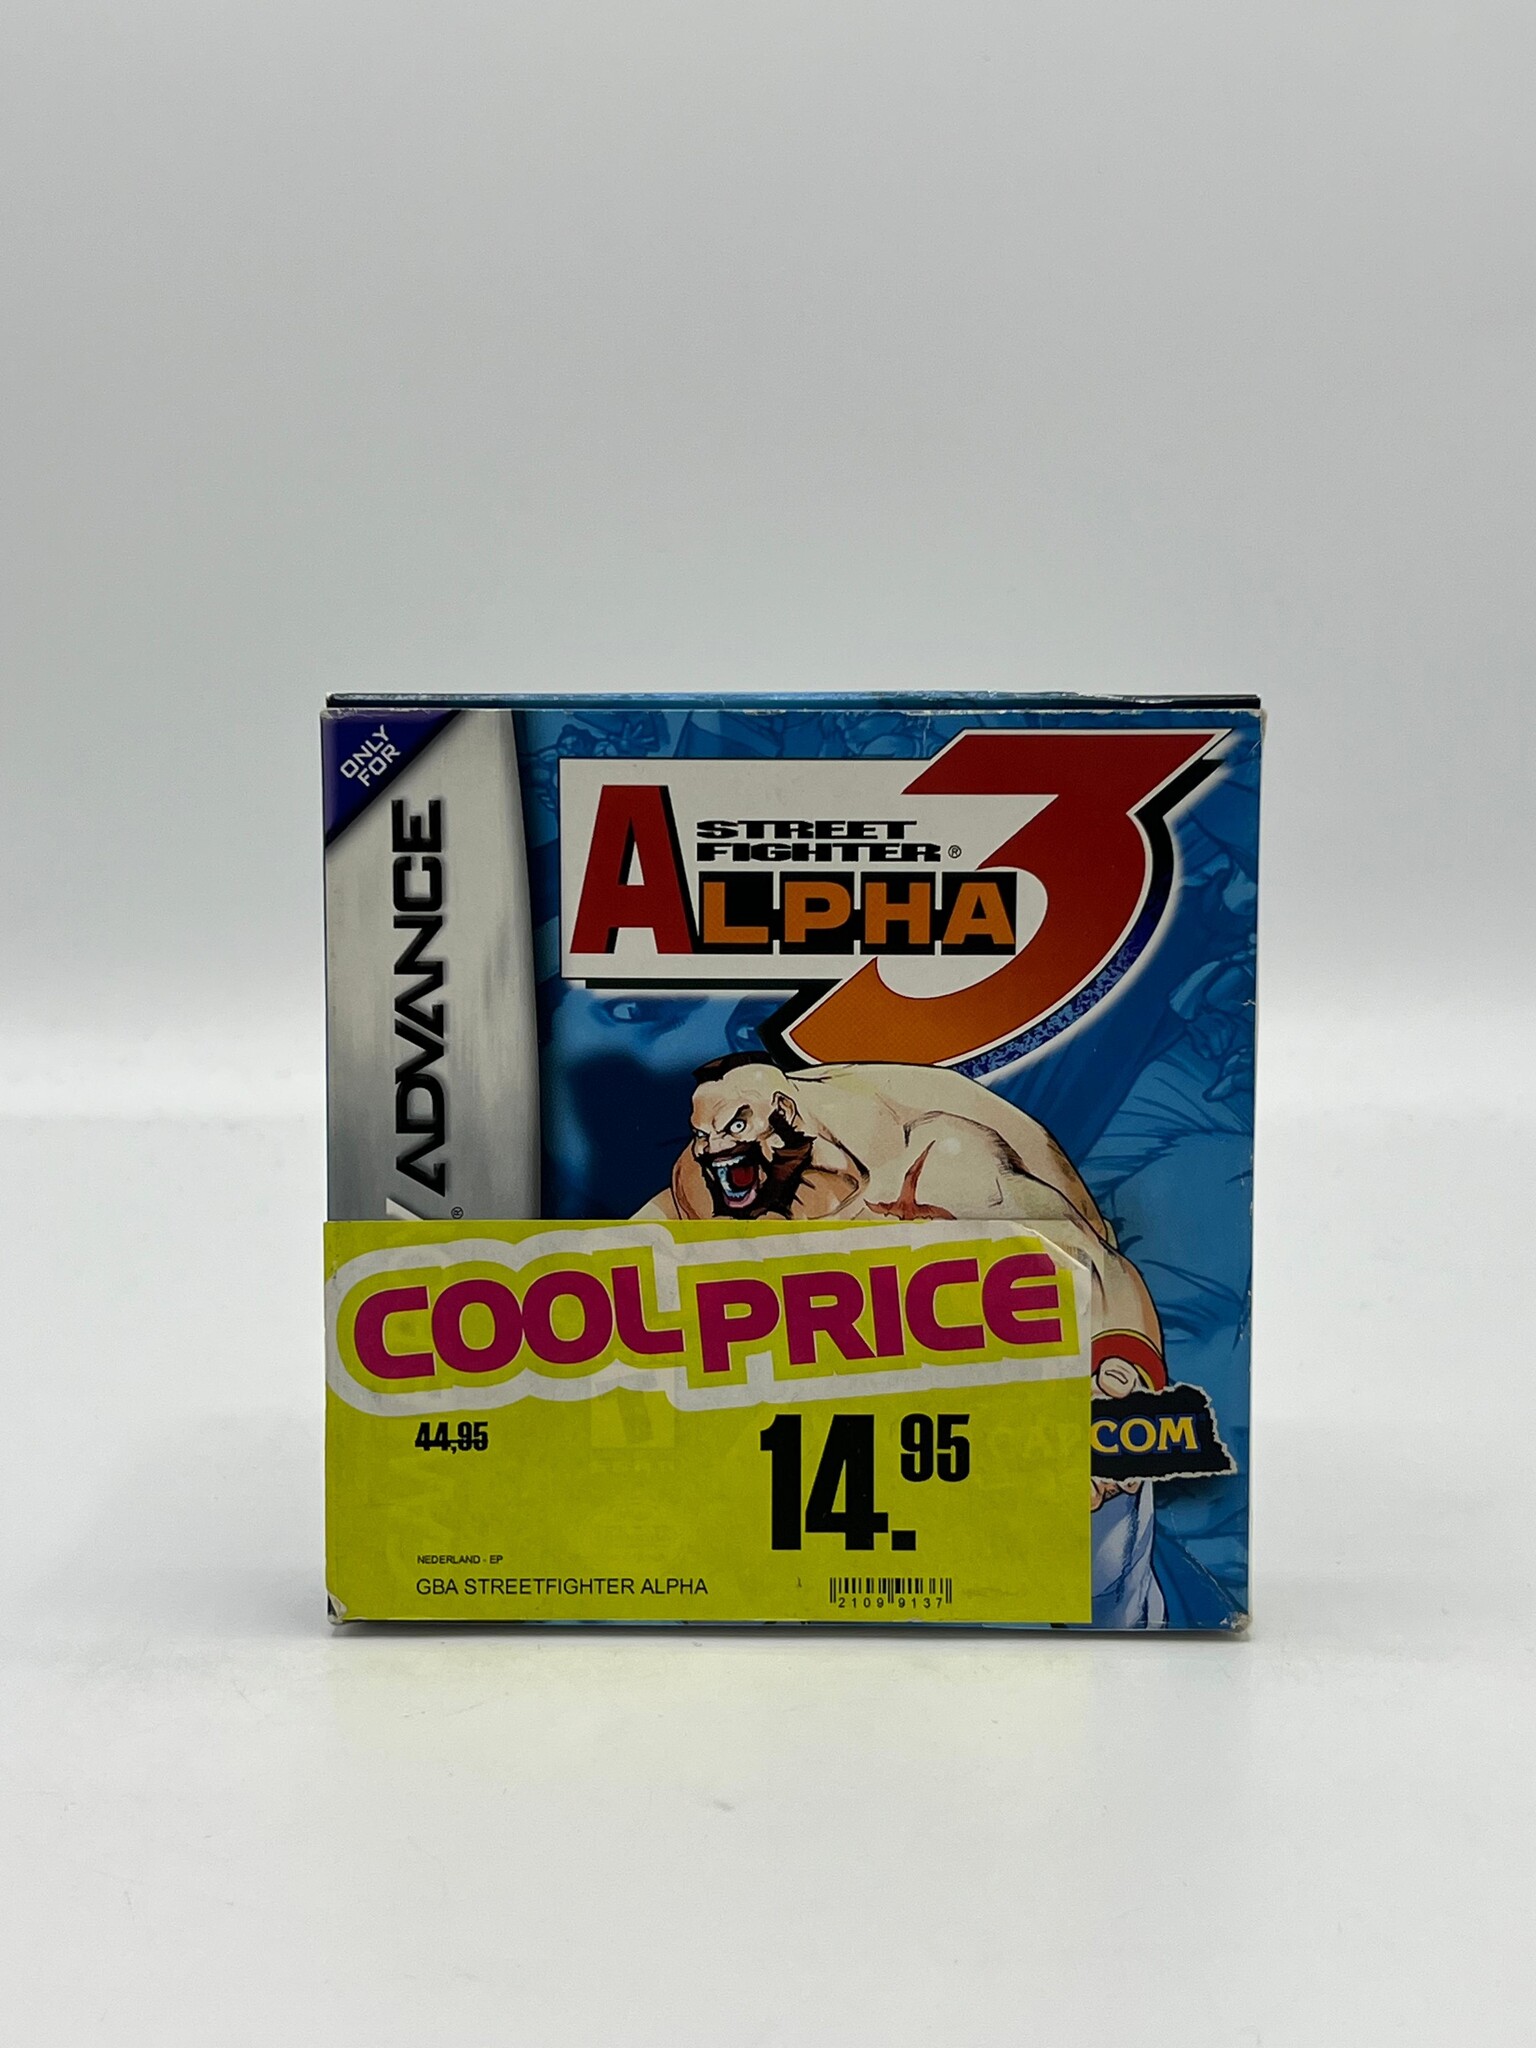 ONLY
FOR
ADVANCE
®
STREET
FIGHTER®
ALPHA 3
COOL PRICE
44,95
14.95
COM
NEDERLAND - EP
GBA STREETFIGHTER ALPHA
2109 9137